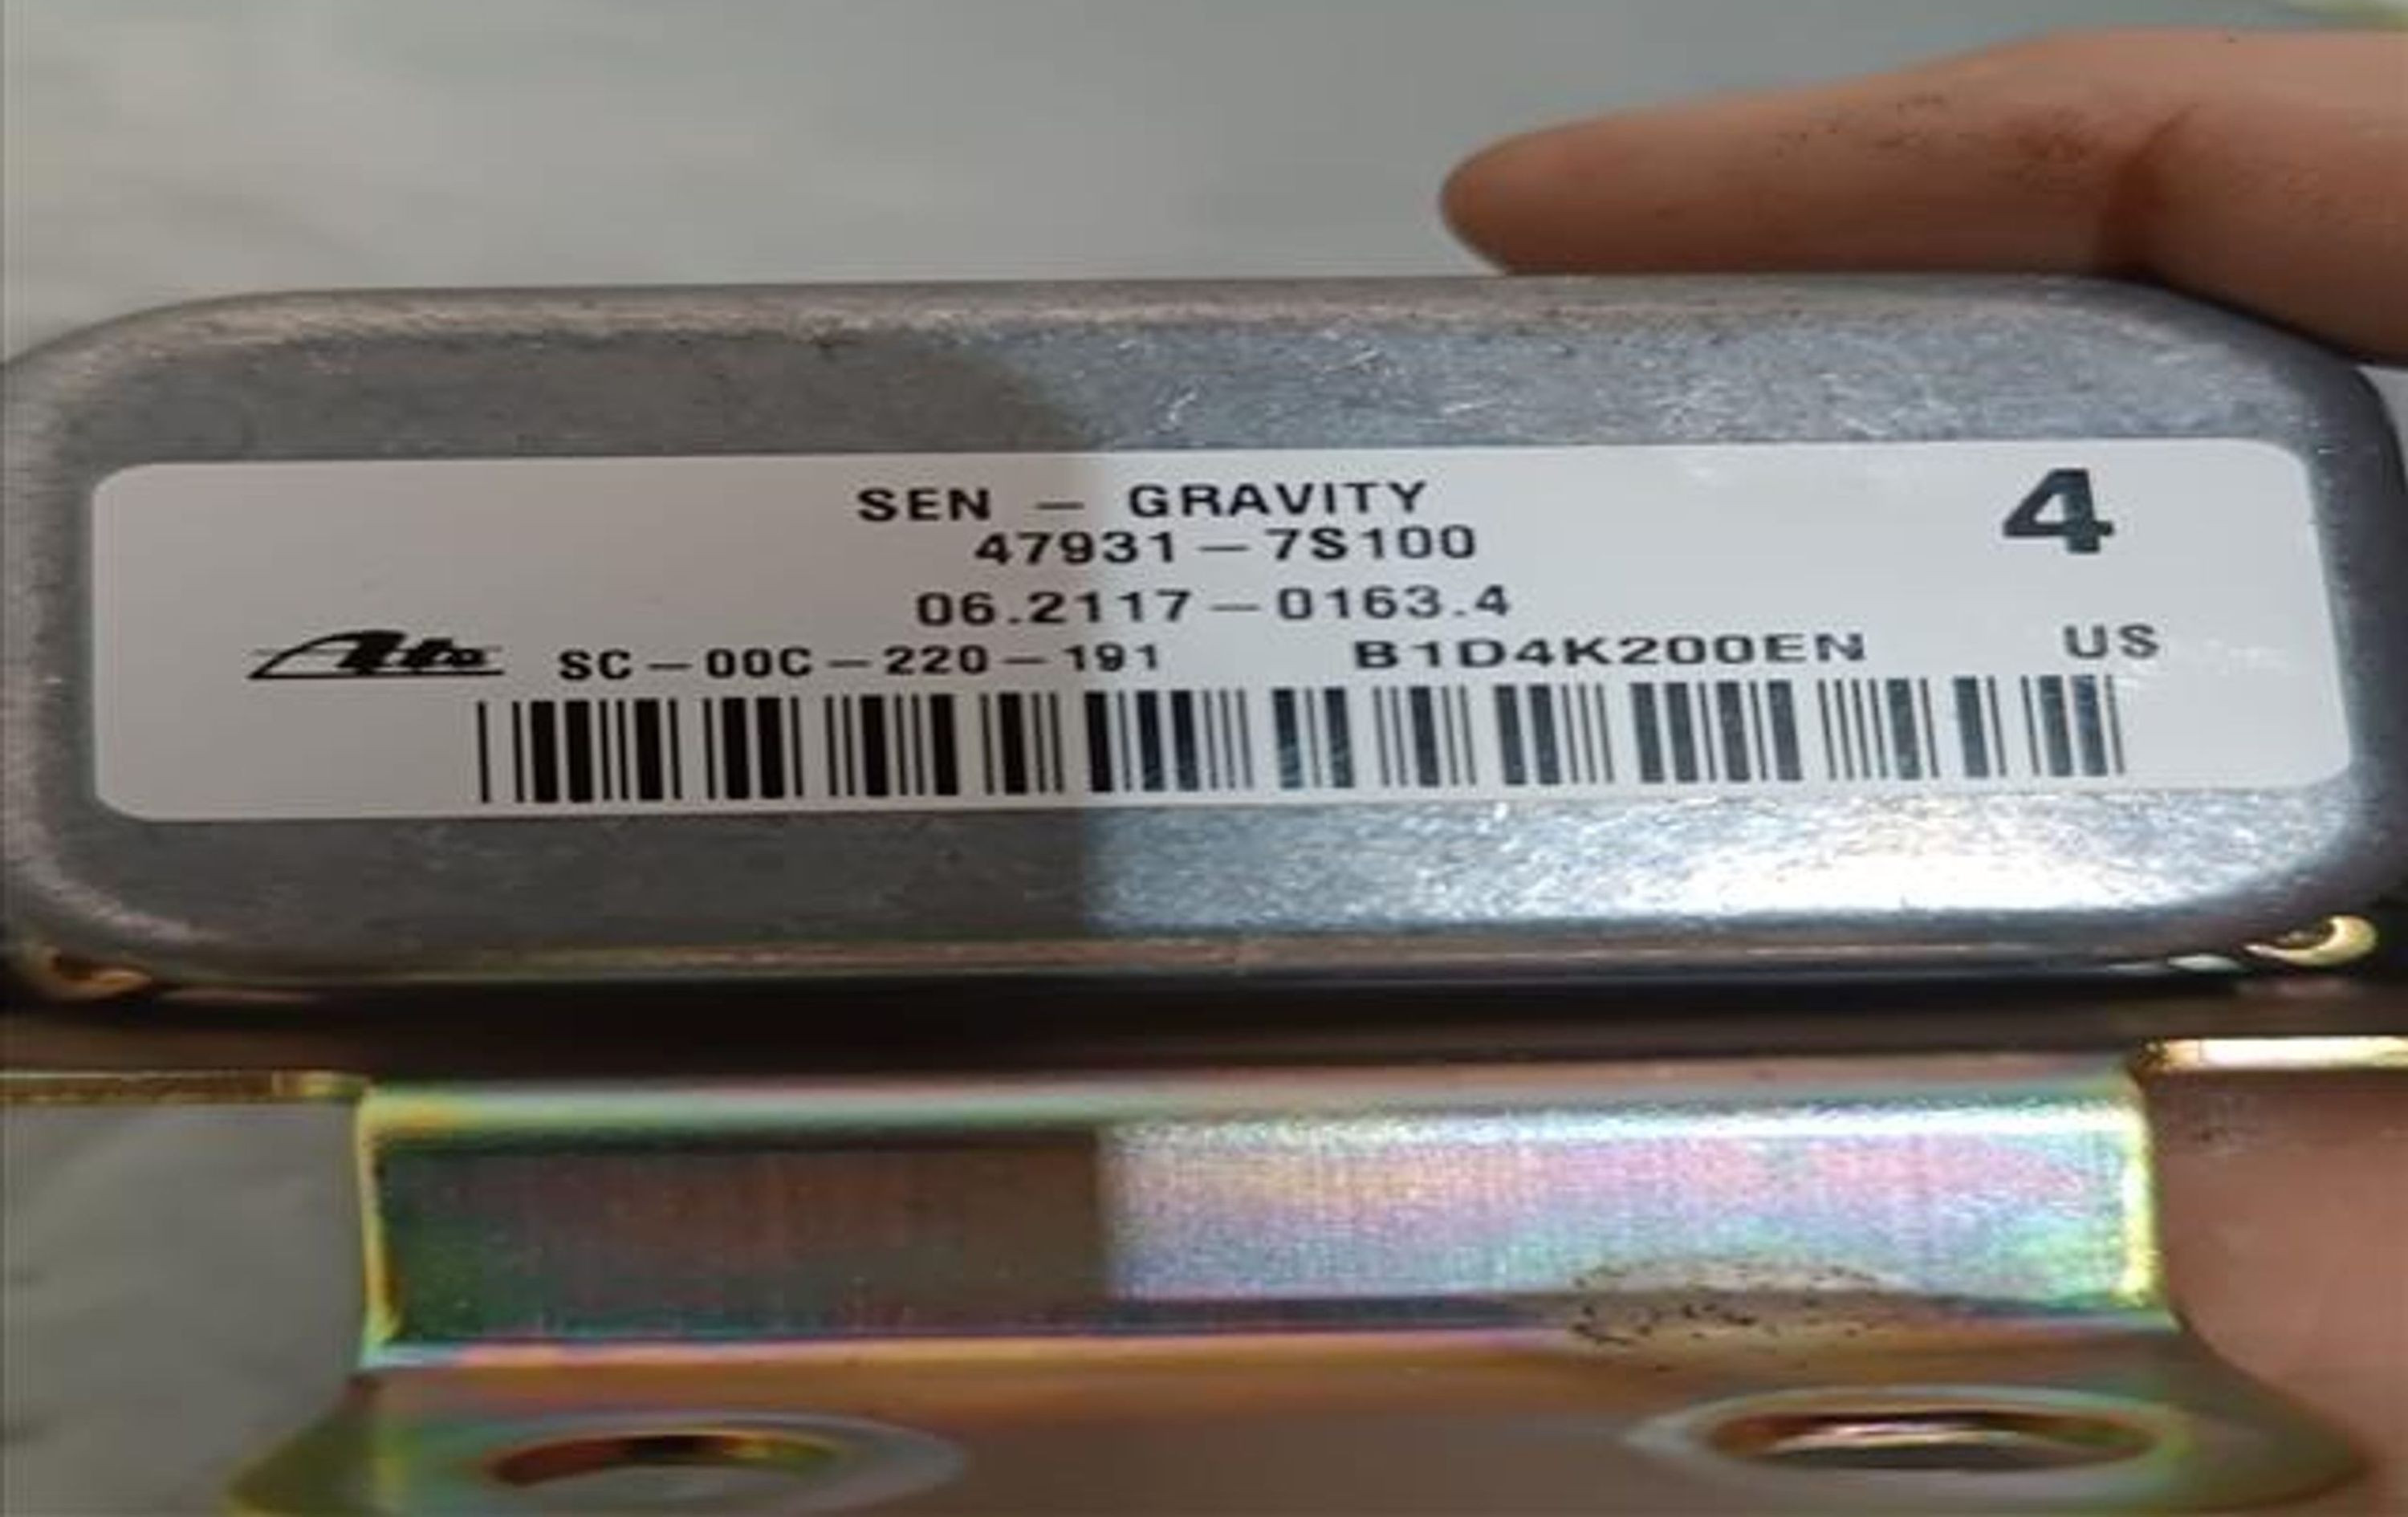 SEN – GRAVITY
4
47931–7S100
06.2117–0163.4
Ate SC–00C–220–191 B1D4K200EN US